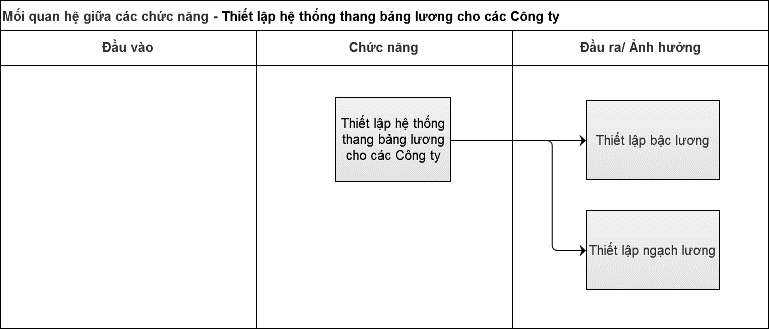 Mối quan hệ giữa các chức năng - Thiết lập hệ thống thang bảng lương cho các Công ty
Đầu vào
Chức năng
Đầu ra/ Ảnh hưởng
Thiết lập hệ thống
thang bảng lương
cho các Công ty
Thiết lập bậc lương
Thiết lập ngạch lương